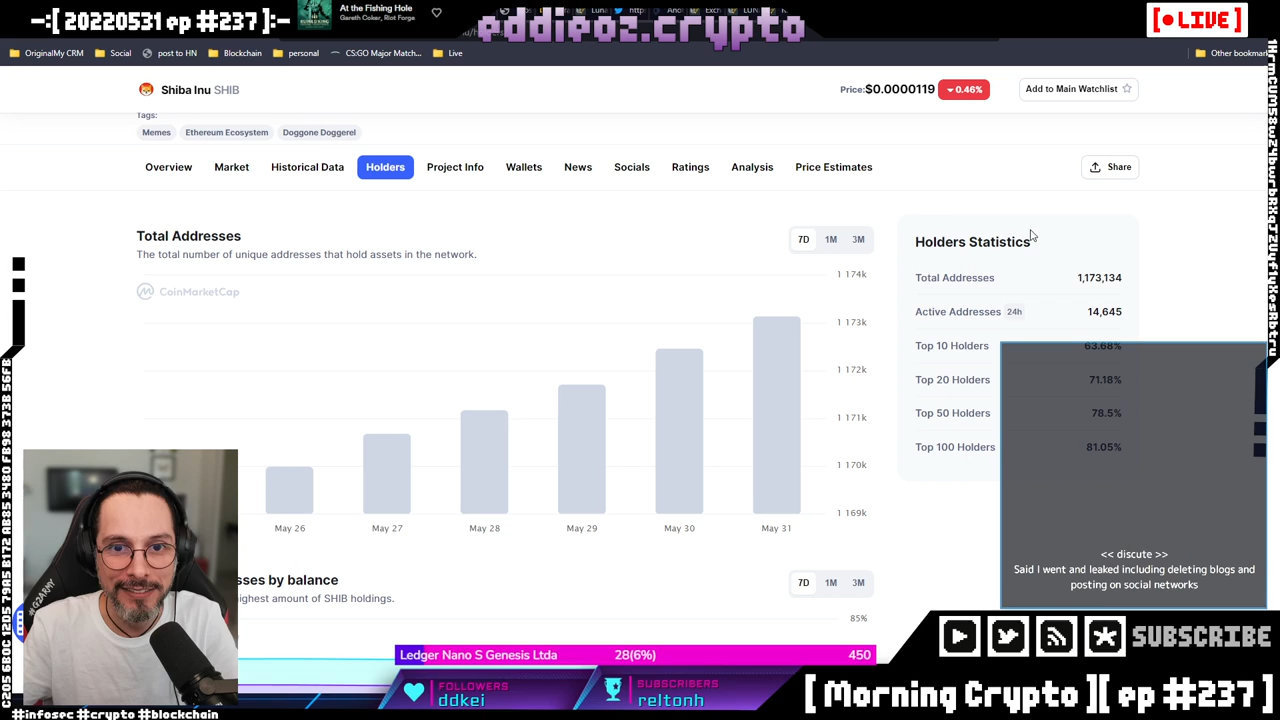 -:[ 20220531 ep #237 ]:-
At the Fishing Hole
Gareth Coker, Riot Forge
eddieoz.crypto
[ • LIVE ]
OriginalMy CRM
Social
post to HN
Blockchain
personal
CS:GO Major Match...
Live
Other bookmar
Shiba Inu SHIB
Price: $0.0000119 0.46%
Add to Main Watchlist
Tags:
Memes
Ethereum Ecosystem
Doggone Doggerel
Overview
Market
Historical Data
Holders
Project Info
Wallets
News
Socials
Ratings
Analysis
Price Estimates
Share
Total Addresses
The total number of unique addresses that hold assets in the network.
7D 1M 3M
CoinMarketCap
1 174k
1 173k
1 172k
1 171k
1 170k
1 169k
May 26
May 27
May 28
May 29
May 30
May 31
Holders Statistics
Total Addresses 1,173,134
Active Addresses 24h 14,645
Top 10 Holders 63.68%
Top 20 Holders 71.18%
Top 50 Holders 78.5%
Top 100 Holders 81.05%
sses by balance
ighest amount of SHIB holdings.
7D 1M 3M
85%
<< discute >>
Said I went and leaked including deleting blogs and
posting on social networks
#G2ARMY
Ledger Nano S Genesis Ltda 28(6%) 450
FOLLOWERS
ddkei
SUBSCRIBERS
reltonh
SUBSCRIBE
[ Morning Crypto ][ ep #237 ]
#infosec #crypto #blockchain